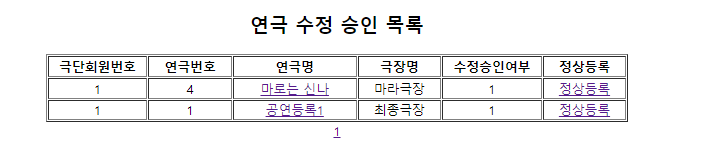 연극 수정 승인 목록
극단회원번호 연극번호 연극명 극장명 수정승인여부 정상등록
1 4 마로는 신나 마라극장 1 정상등록
1 1 공연등록1 최종극장 1 정상등록
1